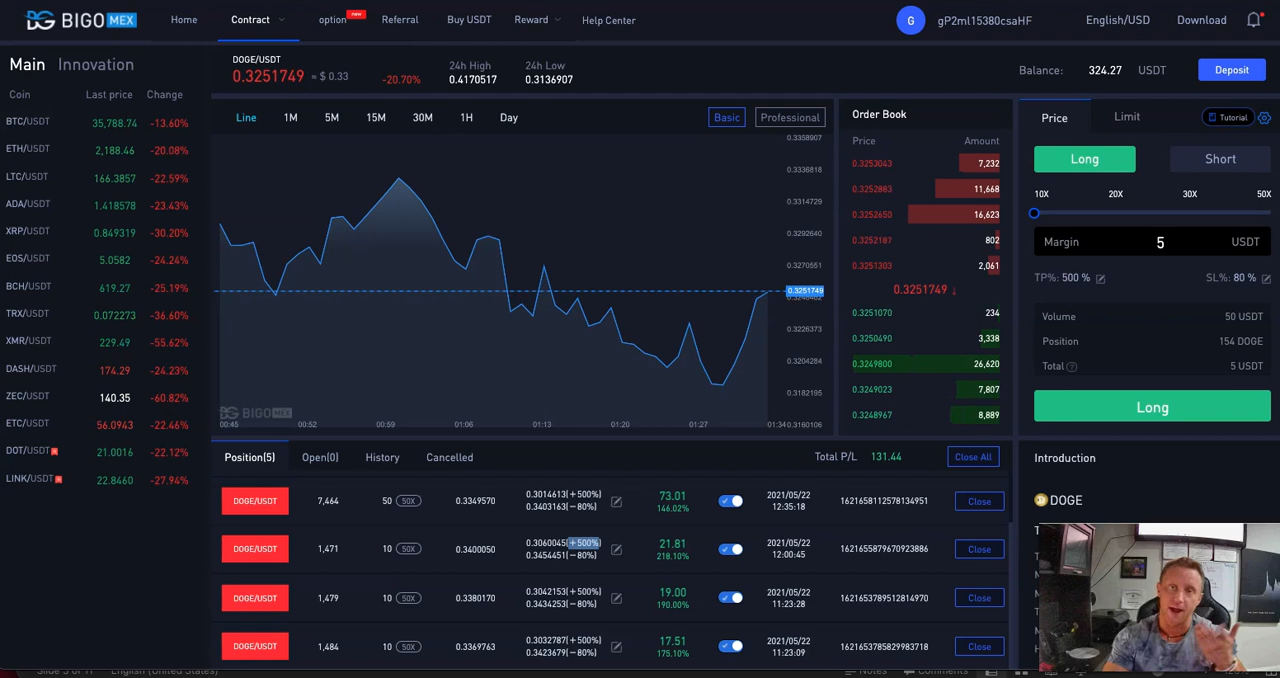 BIGO MEX
Home
Contract
option
new
Referral
Buy USDT
Reward
Help Center
G
gP2ml15380csaHF
English/USD
Download
Main Innovation
Coin Last price Change
BTC/USDT 35,788.74 -13.60%
ETH/USDT 2,188.46 -20.08%
LTC/USDT 166.3857 -22.59%
ADA/USDT 1.418578 -23.43%
XRP/USDT 0.849319 -30.20%
EOS/USDT 5.0582 -24.24%
BCH/USDT 619.27 -25.19%
TRX/USDT 0.072273 -36.60%
XMR/USDT 229.49 -55.62%
DASH/USDT 174.29 -24.23%
ZEC/USDT 140.35 -60.82%
ETC/USDT 56.0943 -22.46%
DOT/USDT 21.0016 -22.12%
LINK/USDT 22.8460 -27.94%
DOGE/USDT
0.3251749 ≈ $ 0.33 -20.70%
24h High
0.4170517
24h Low
0.3136907
Balance: 324.27 USDT
Deposit
Line 1M 5M 15M 30M 1H Day
Basic Professional
0.3358907
0.3336818
0.3314729
0.3292640
0.3270551
0.3251749
0.3226373
0.3204284
0.3182195
0.3160106
BIGO MEX
00:45 00:52 00:59 01:06 01:13 01:20 01:27 01:34
Order Book
Price Amount
0.3253043 7,232
0.3252883 11,668
0.3252650 16,623
0.3252187 802
0.3251303 2,061
0.3251749 ↓
0.3251070 234
0.3250490 3,338
0.3249800 26,620
0.3249023 7,807
0.3248967 8,889
Price Limit Tutorial
Long Short
10X 20X 30X 50X
Margin 5 USDT
TP%: 500 % SL%: 80 %
Volume 50 USDT
Position 154 DOGE
Total 5 USDT
Long
Introduction
DOGE
Position(5) Open(0) History Cancelled
Total P/L 131.44 Close All
DOGE/USDT 7,464 50 50X 0.3349570
0.3014613(+500%)
0.3403163(−80%)
73.01
146.02%
2021/05/22
12:35:18
1621658112578134951 Close
DOGE/USDT 1,471 10 50X 0.3400050
0.3060045(+500%)
0.3454451(−80%)
21.81
218.10%
2021/05/22
12:00:45
1621655879670923886 Close
DOGE/USDT 1,479 10 50X 0.3380170
0.3042153(+500%)
0.3434253(−80%)
19.00
190.00%
2021/05/22
11:23:28
1621653789512814970 Close
DOGE/USDT 1,484 10 50X 0.3369763
0.3032787(+500%)
0.3423679(−80%)
17.51
175.10%
2021/05/22
11:23:09
1621653785829983718 Close
English (United States)
Notes
Comments